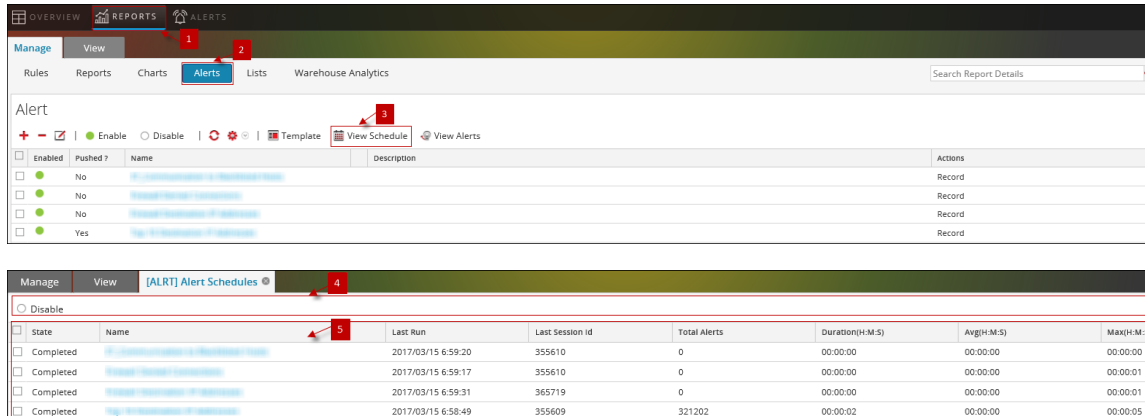 OVERVIEW REPORTS ALERTS
1
Manage View
2
Rules Reports Charts Alerts Lists Warehouse Analytics Search Report Details
Alert
3
Enable Disable Template View Schedule View Alerts
Enabled Pushed ? Name Description Actions
No Record
No Record
No Record
Yes Record
Manage View [ALRT] Alert Schedules
4
Disable
5
State Name Last Run Last Session Id Total Alerts Duration(H:M:S) Avg(H:M:S) Max(H:M:
Completed 2017/03/15 6:59:20 355610 0 00:00:00 00:00:00 00:00:00
Completed 2017/03/15 6:59:17 355610 0 00:00:00 00:00:00 00:00:01
Completed 2017/03/15 6:59:31 365719 0 00:00:00 00:00:00 00:00:01
Completed 2017/03/15 6:58:49 355609 321202 00:00:02 00:00:00 00:00:05